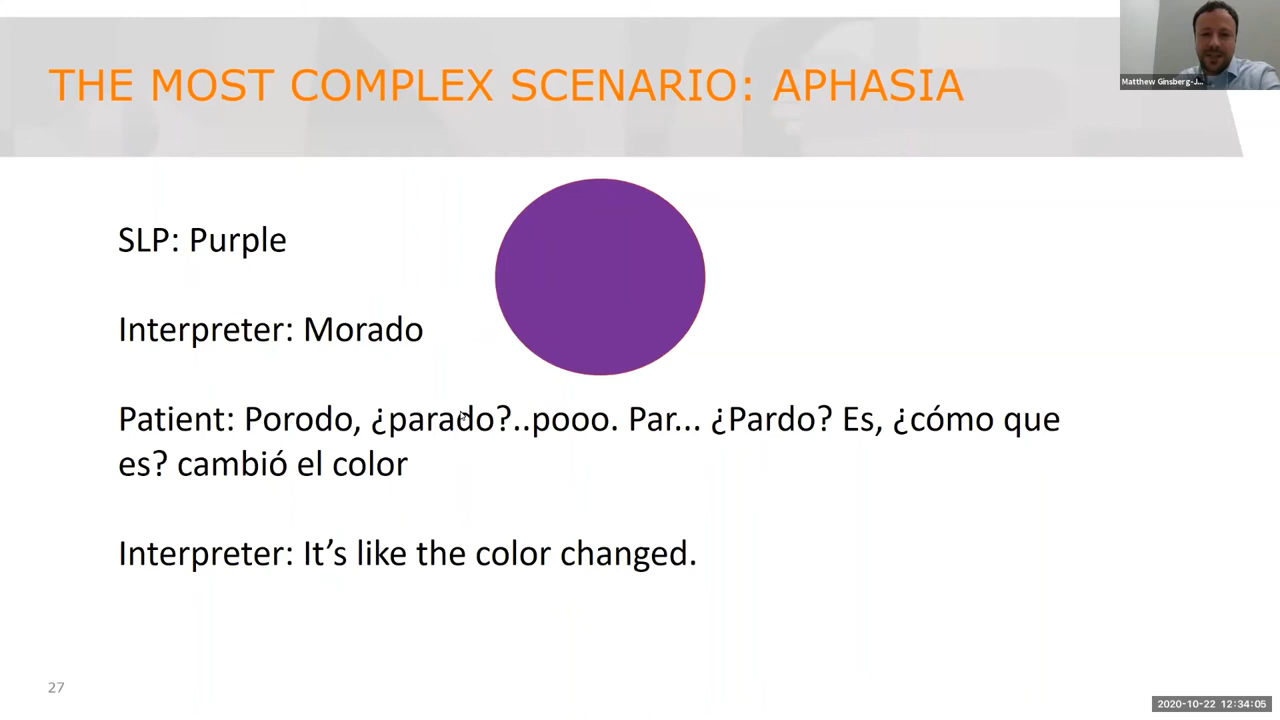 THE MOST COMPLEX SCENARIO: APHASIA
Matthew Ginsberg-J...
SLP: Purple
Interpreter: Morado
Patient: Porodo, ¿parado?..pooo. Par... ¿Pardo? Es, ¿cómo que
es? cambió el color
Interpreter: It’s like the color changed.
27
2020-10-22 12:34:05